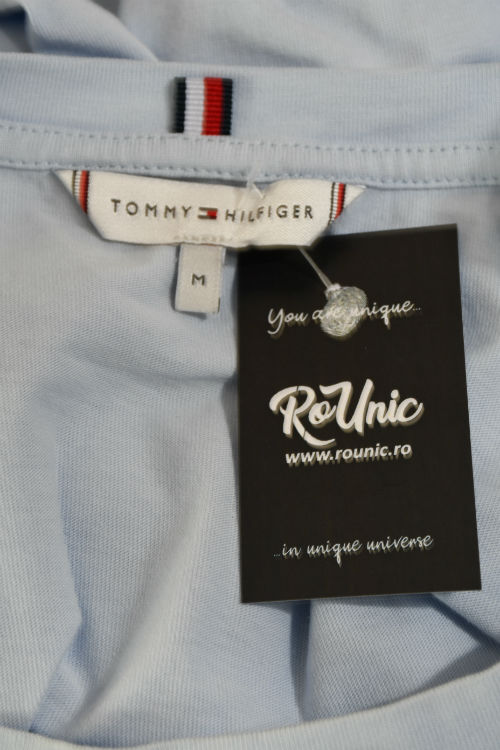 TOMMY HILFIGER
M
You are unique...
RoUnic
www.rounic.ro
...in unique universe